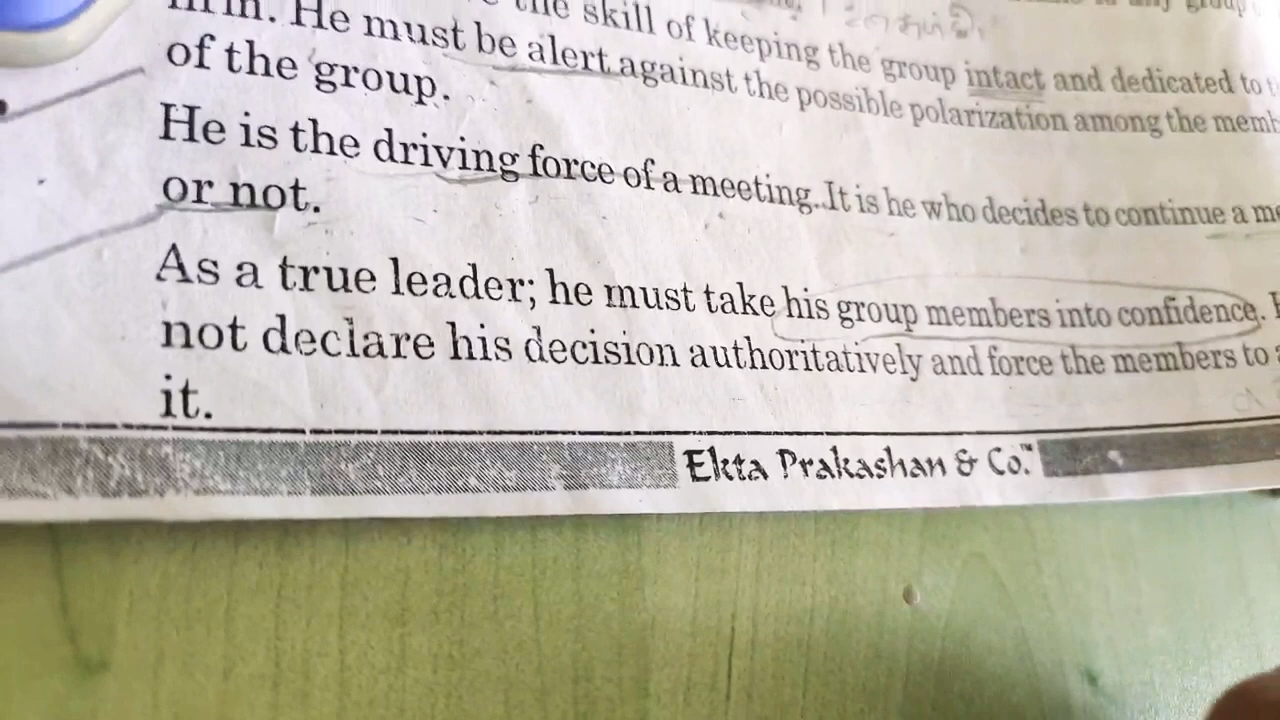 the skill of keeping the group intact and dedicated to
He must be alert against the possible polarization among the memb
of the group.
He is the driving force of a meeting. It is he who decides to continue a
or not.
As a true leader; he must take his group members into confidence.
not declare his decision authoritatively and force the members to
it.
Ekta Prakashan & Co.™